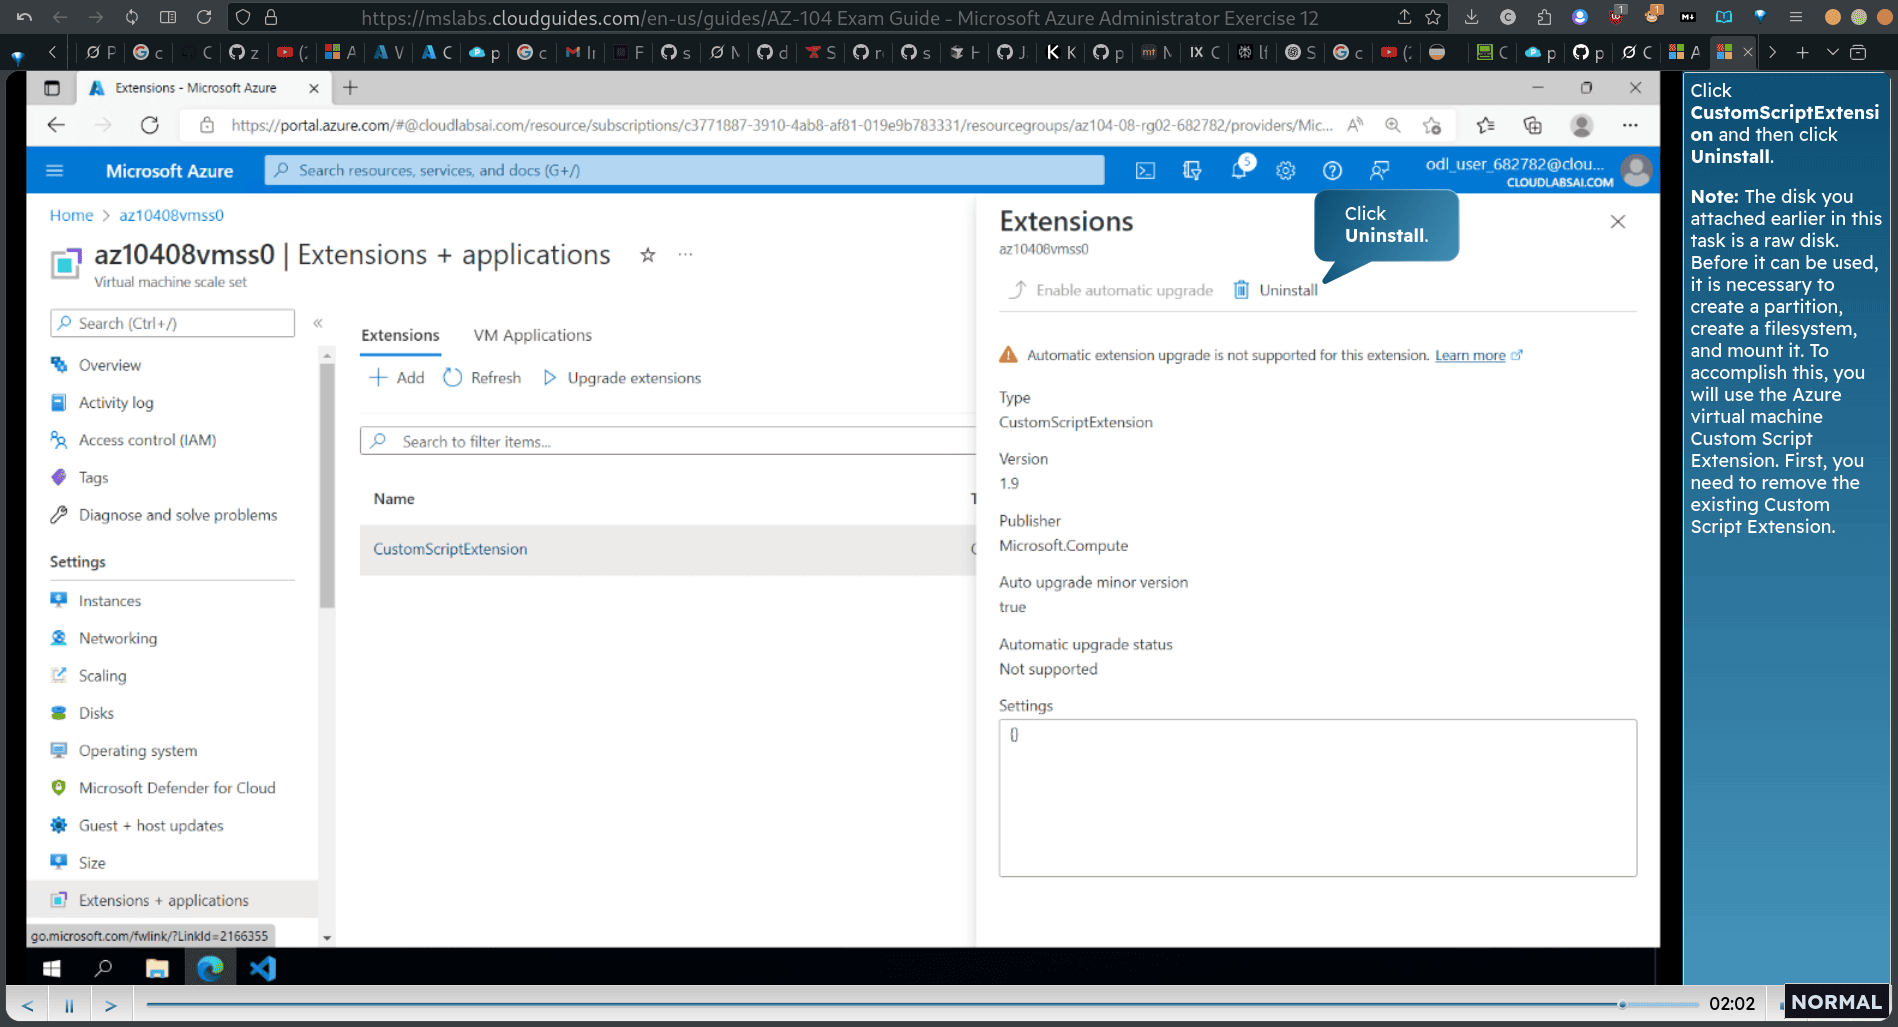 https://mslabs.cloudguides.com/en-us/guides/AZ-104 Exam Guide - Microsoft Azure Administrator Exercise 12
Extensions - Microsoft Azure
https://portal.azure.com/#@cloudlabsai.com/resource/subscriptions/c3771887-3910-4ab8-af81-019e9b783331/resourcegroups/az104-08-rg02-682782/providers/Mic...
Microsoft Azure
Search resources, services, and docs (G+/)
5
odl_user_682782@clou...
CLOUDLABSAI.COM
Home > az10408vmss0
az10408vmss0 | Extensions + applications
Virtual machine scale set
Search (Ctrl+/)
Overview
Activity log
Access control (IAM)
Tags
Diagnose and solve problems
Settings
Instances
Networking
Scaling
Disks
Operating system
Microsoft Defender for Cloud
Guest + host updates
Size
Extensions + applications
go.microsoft.com/fwlink/?LinkId=2166355
Extensions
VM Applications
Add
Refresh
Upgrade extensions
Search to filter items...
Name
CustomScriptExtension
Extensions
az10408vmss0
Enable automatic upgrade
Uninstall
Click
Uninstall.
Automatic extension upgrade is not supported for this extension. Learn more
Type
CustomScriptExtension
Version
1.9
Publisher
Microsoft.Compute
Auto upgrade minor version
true
Automatic upgrade status
Not supported
Settings
{}
Click
CustomScriptExtensi
on and then click
Uninstall.
Note: The disk you
attached earlier in this
task is a raw disk.
Before it can be used,
it is necessary to
create a partition,
create a filesystem,
and mount it. To
accomplish this, you
will use the Azure
virtual machine
Custom Script
Extension. First, you
need to remove the
existing Custom
Script Extension.
02:02
NORMAL